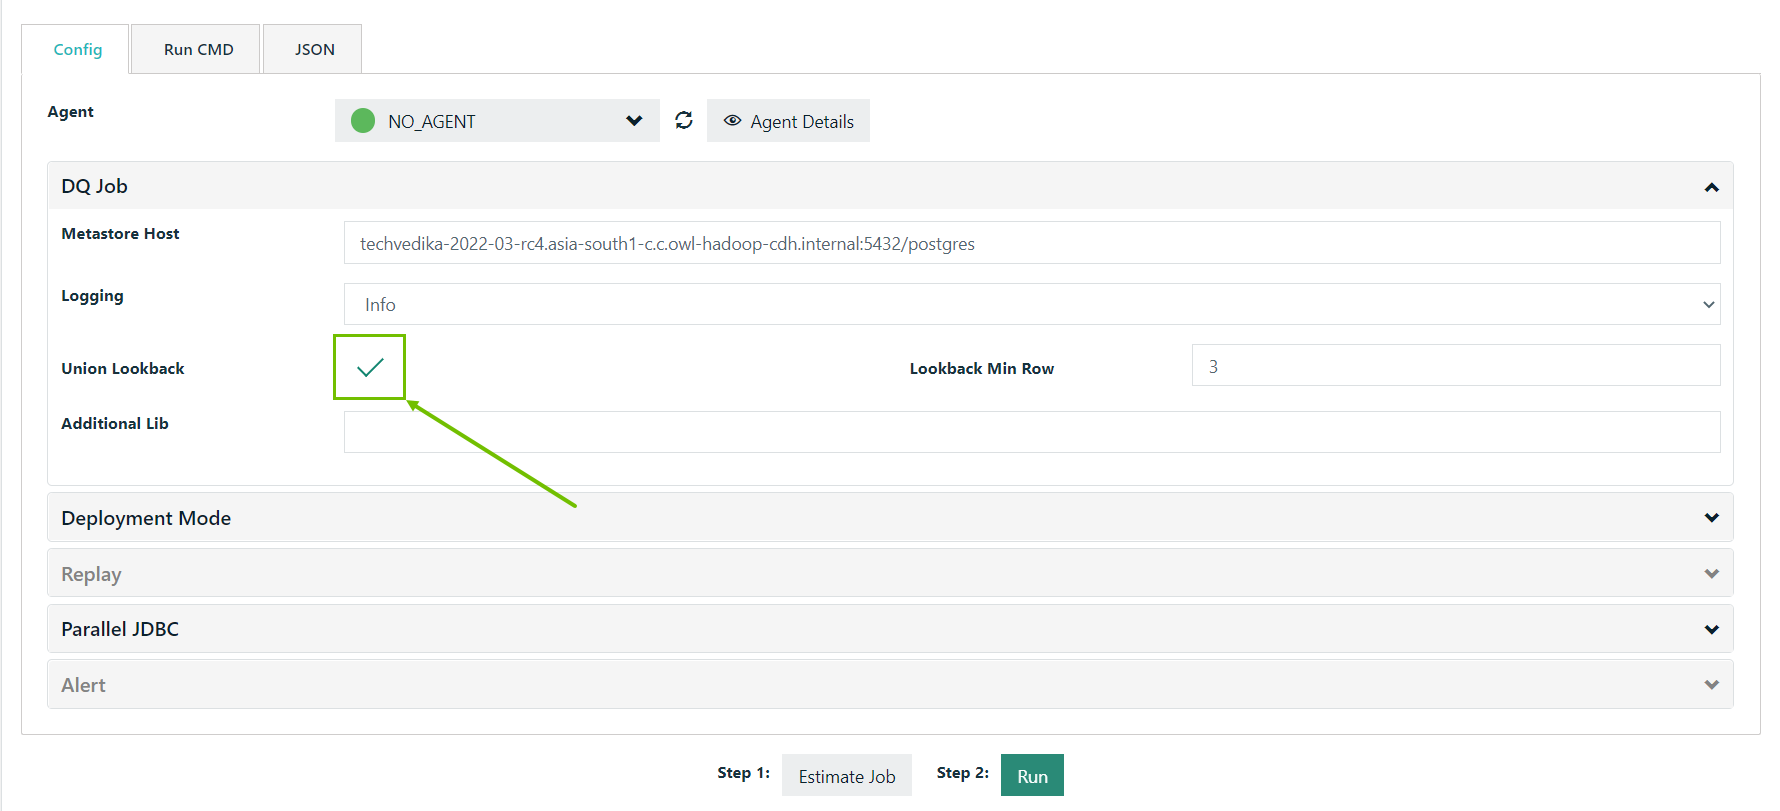 Config Run CMD JSON
Agent NO_AGENT Agent Details
DQ Job
Metastore Host techvedika-2022-03-rc4.asia-south1-c.c.owl-hadoop-cdh.internal:5432/postgres
Logging Info
Union Lookback Lookback Min Row 3
Additional Lib
Deployment Mode
Replay
Parallel JDBC
Alert
Step 1: Estimate Job Step 2: Run